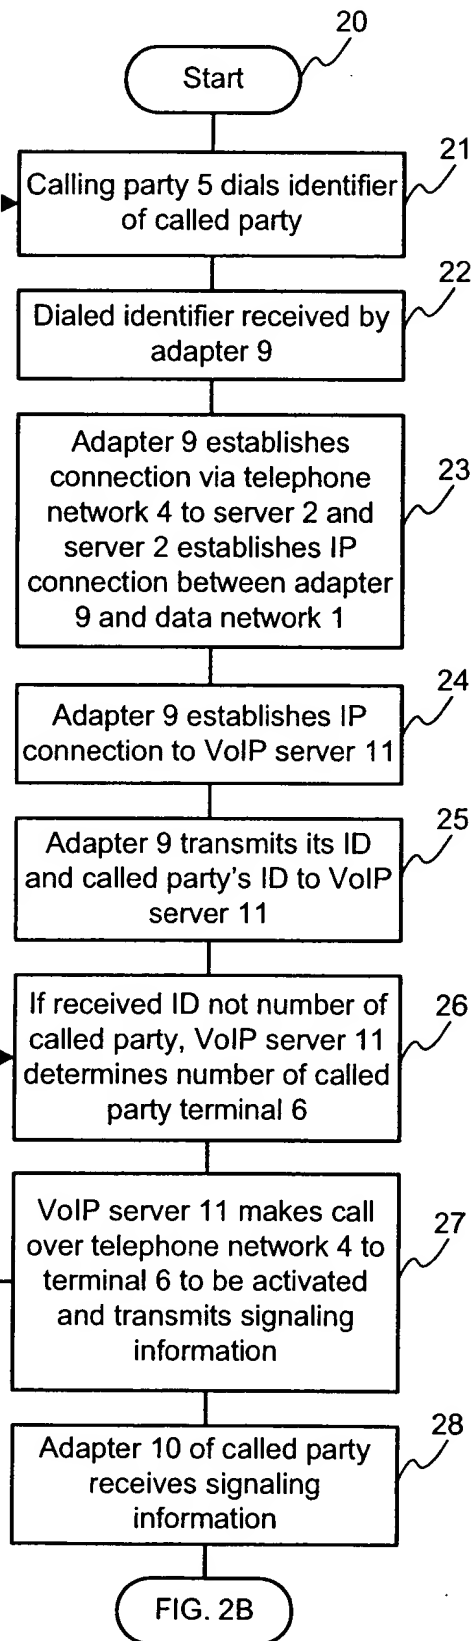 20
Start
21
Calling party 5 dials identifier
of called party
22
Dialed identifier received by
adapter 9
23
Adapter 9 establishes
connection via telephone
network 4 to server 2 and
server 2 establishes IP
connection between adapter
9 and data network 1
24
Adapter 9 establishes IP
connection to VoIP server 11
25
Adapter 9 transmits its ID
and called party's ID to VoIP
server 11
26
If received ID not number of
called party, VoIP server 11
determines number of called
party terminal 6
27
VoIP server 11 makes call
over telephone network 4 to
terminal 6 to be activated
and transmits signaling
information
28
Adapter 10 of called party
receives signaling
information
FIG. 2B